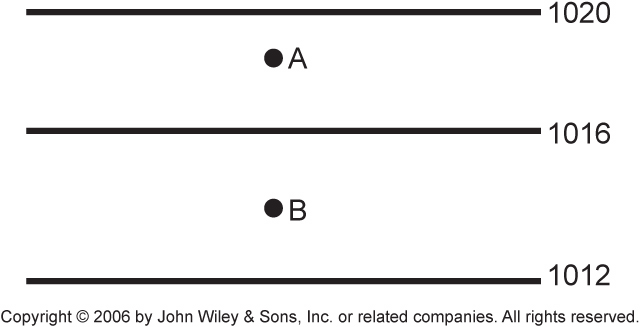 1020
A
1016
B
1012
Copyright © 2006 by John Wiley & Sons, Inc. or related companies. All rights reserved.